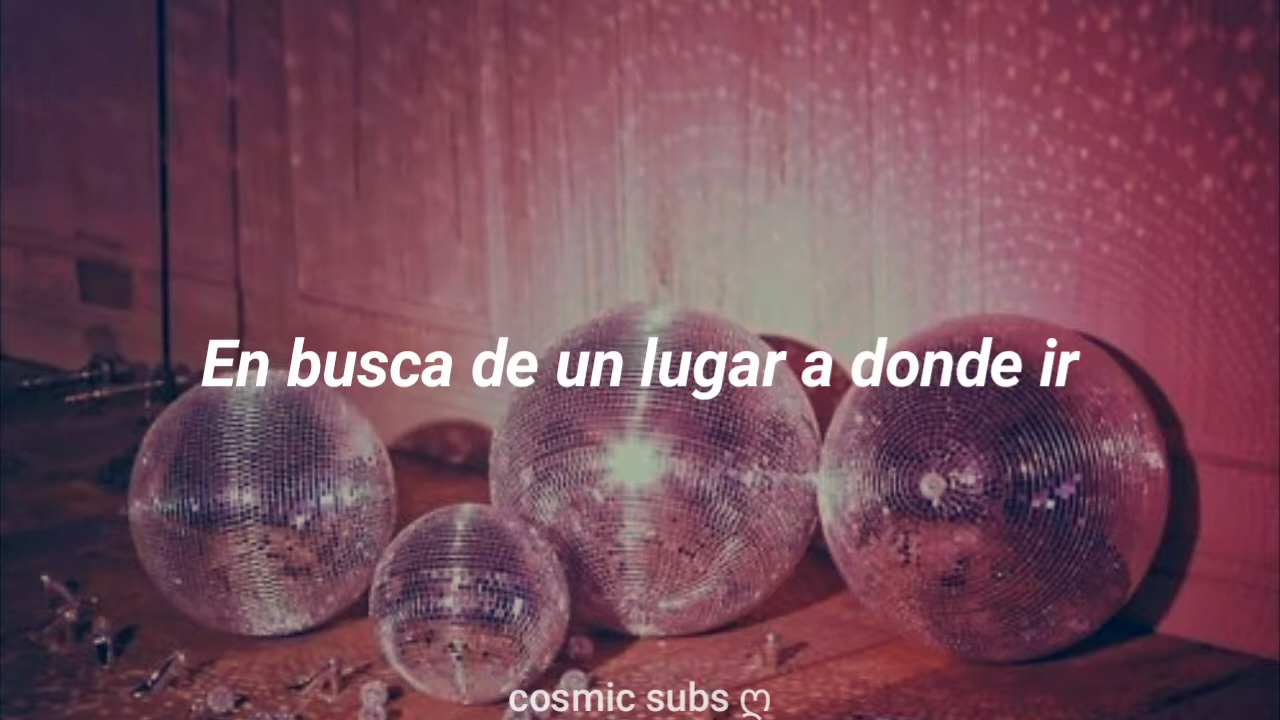 En busca de un lugar a donde ir
cosmic subs ღ